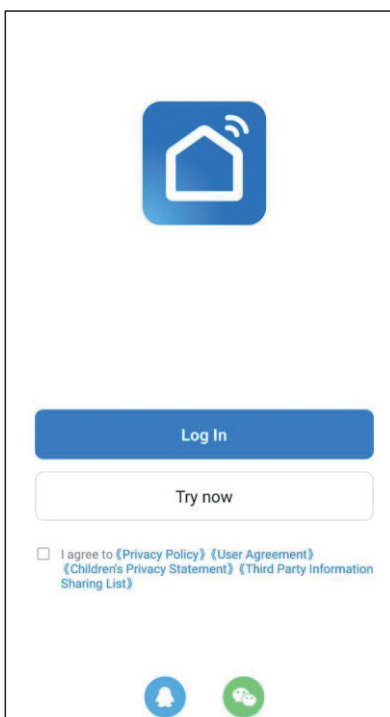 Log In
Try now
I agree to《Privacy Policy》《User Agreement》
《Children's Privacy Statement》《Third Party Information
Sharing List》